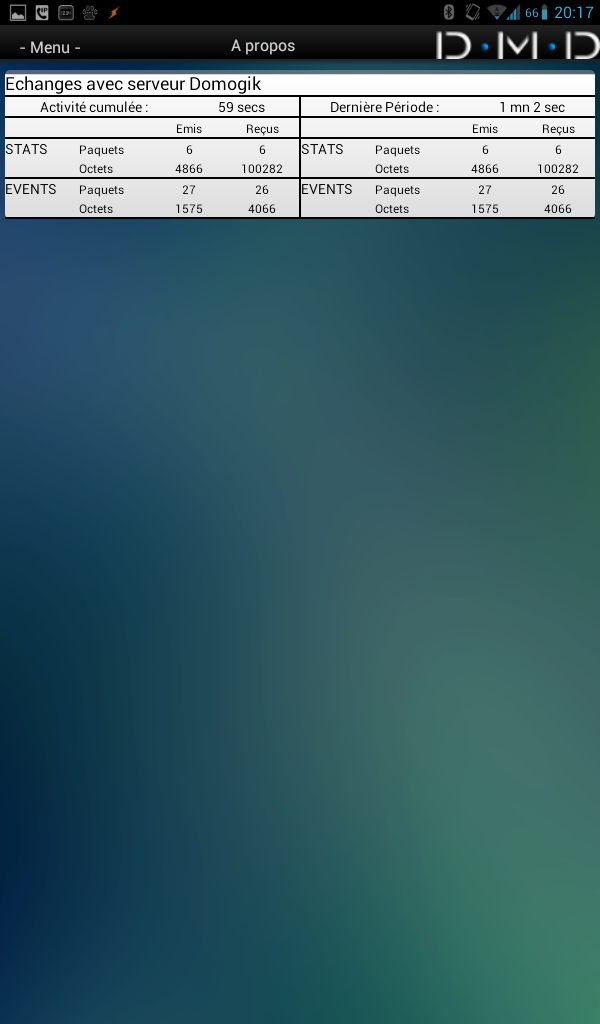 66 20:17
- Menu - A propos D·M·D
Echanges avec serveur Domogik
Activité cumulée : 59 secs Dernière Période : 1 mn 2 sec
Emis Reçus Emis Reçus
STATS Paquets 6 6 STATS Paquets 6 6
Octets 4866 100282 Octets 4866 100282
EVENTS Paquets 27 26 EVENTS Paquets 27 26
Octets 1575 4066 Octets 1575 4066